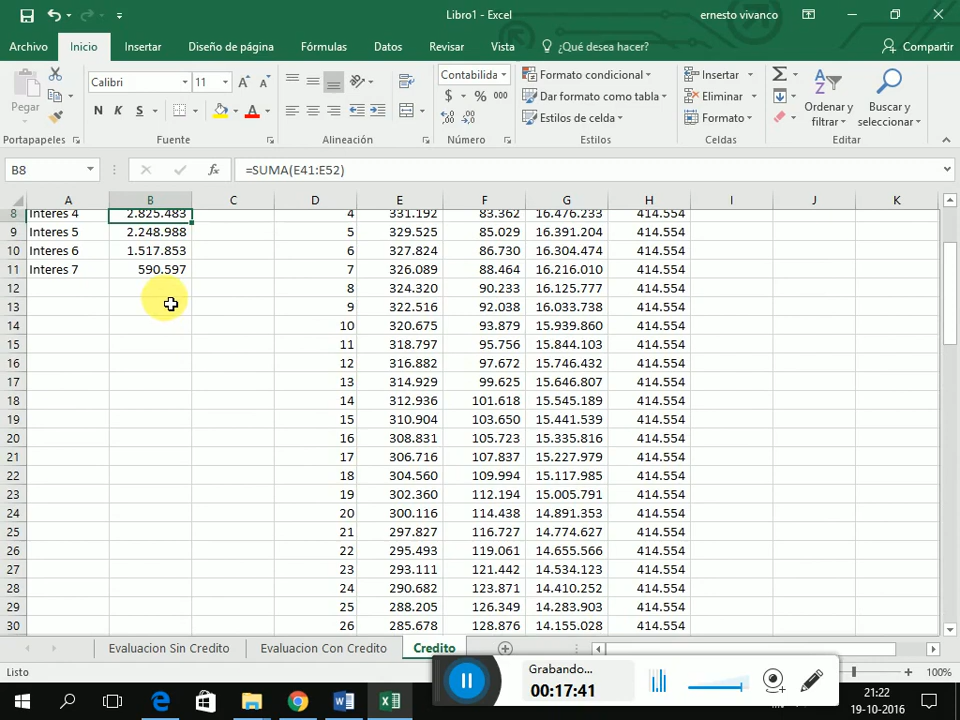 Libro1 - Excel
ernesto vivanco
Archivo Inicio Insertar Diseño de página Fórmulas Datos Revisar Vista ¿Qué desea hacer? Compartir
Pegar
Calibri 11
N K S
Contabilida
$ % 000
Formato condicional
Dar formato como tabla
Estilos de celda
Insertar
Eliminar
Formato
Ordenar y filtrar
Buscar y seleccionar
Portapapeles Fuente Alineación Número Estilos Celdas Editar
B8 fx =SUMA(E41:E52)
A B C D E F G H I J K
8 Interes 4 2.825.483 4 331.192 83.362 16.476.233 414.554
9 Interes 5 2.248.988 5 329.525 85.029 16.391.204 414.554
10 Interes 6 1.517.853 6 327.824 86.730 16.304.474 414.554
11 Interes 7 590.597 7 326.089 88.464 16.216.010 414.554
12 8 324.320 90.233 16.125.777 414.554
13 9 322.516 92.038 16.033.738 414.554
14 10 320.675 93.879 15.939.860 414.554
15 11 318.797 95.756 15.844.103 414.554
16 12 316.882 97.672 15.746.432 414.554
17 13 314.929 99.625 15.646.807 414.554
18 14 312.936 101.618 15.545.189 414.554
19 15 310.904 103.650 15.441.539 414.554
20 16 308.831 105.723 15.335.816 414.554
21 17 306.716 107.837 15.227.979 414.554
22 18 304.560 109.994 15.117.985 414.554
23 19 302.360 112.194 15.005.791 414.554
24 20 300.116 114.438 14.891.353 414.554
25 21 297.827 116.727 14.774.627 414.554
26 22 295.493 119.061 14.655.566 414.554
27 23 293.111 121.442 14.534.123 414.554
28 24 290.682 123.871 14.410.252 414.554
29 25 288.205 126.349 14.283.903 414.554
30 26 285.678 128.876 14.155.028 414.554
Evaluacion Sin Credito Evaluacion Con Credito Credito
Listo
100%
Grabando...
00:17:41
21:22
19-10-2016